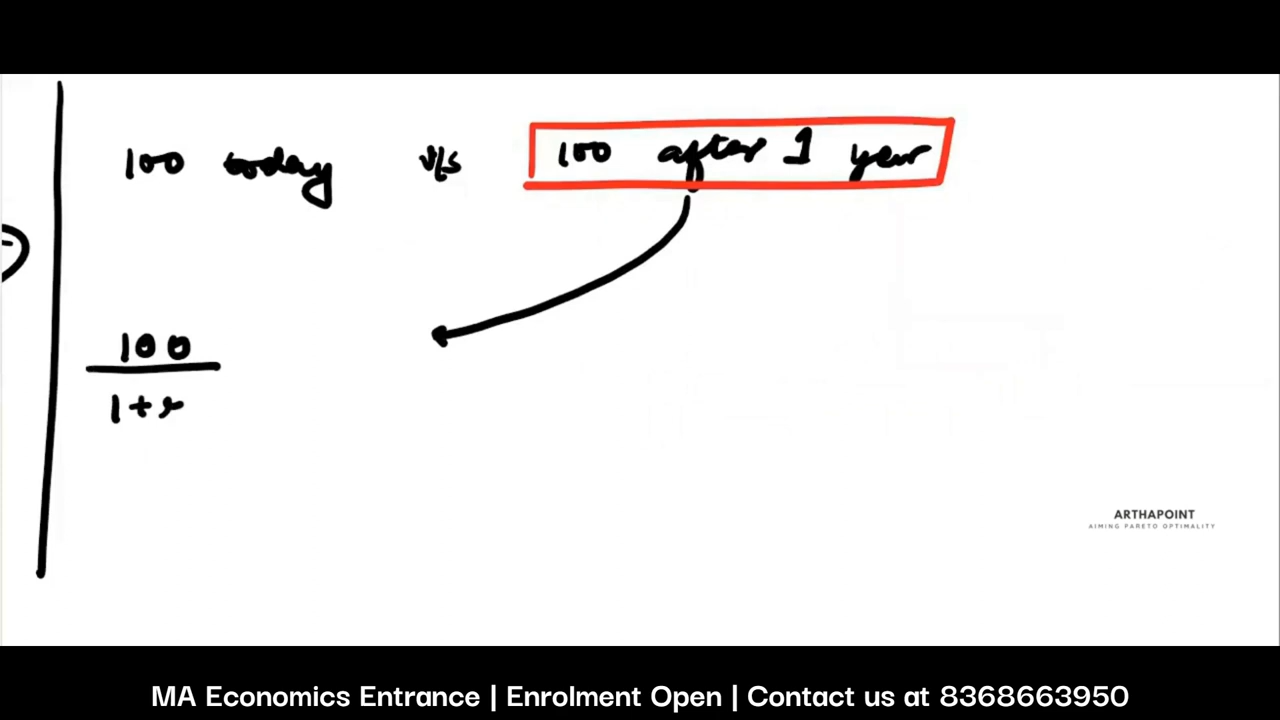 100 today v/s 100 after 1 year
100
1+r
ARTHAPOINT
AIMING PARETO OPTIMALITY
MA Economics Entrance | Enrolment Open | Contact us at 8368663950